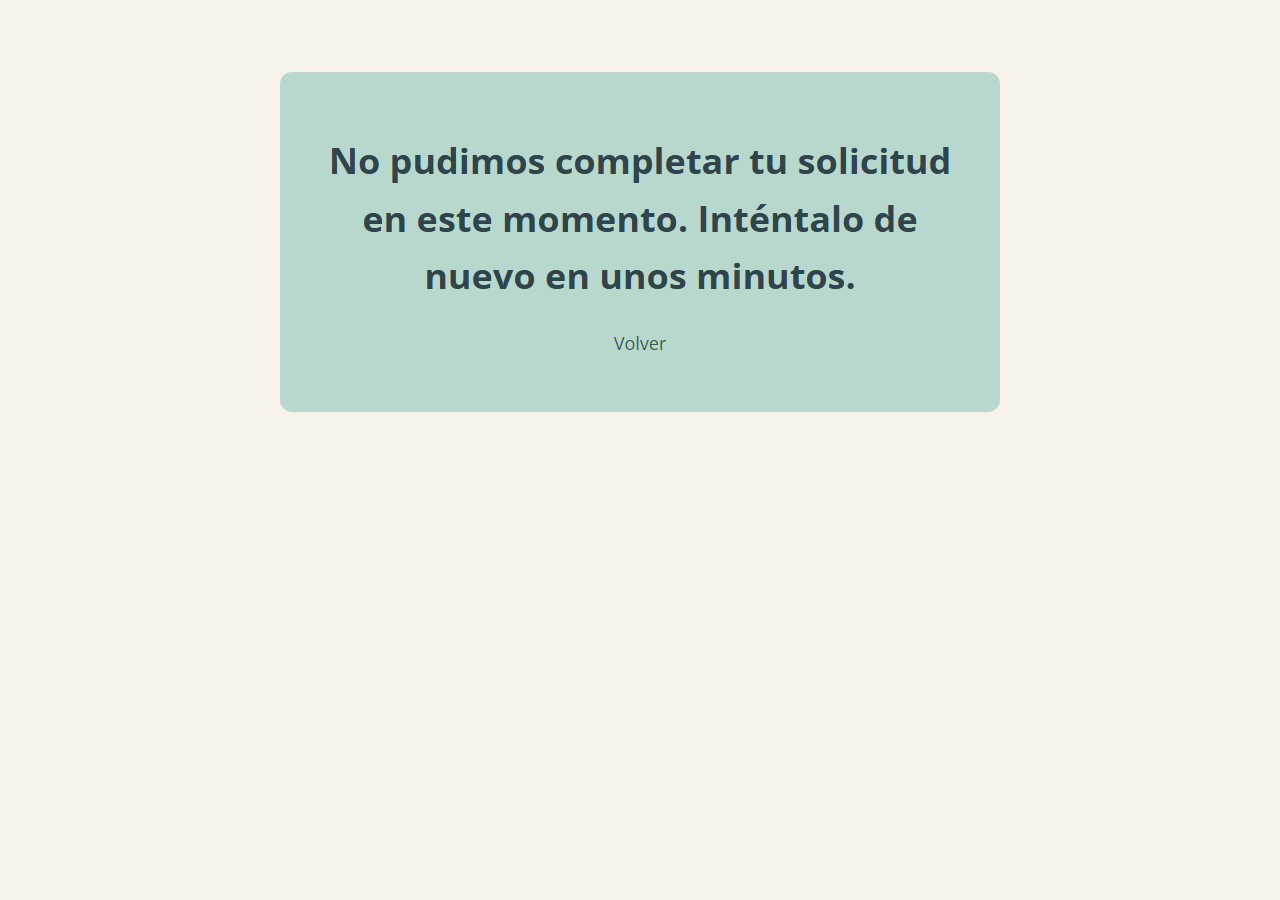 No pudimos completar tu solicitud
en este momento. Inténtalo de
nuevo en unos minutos.
Volver